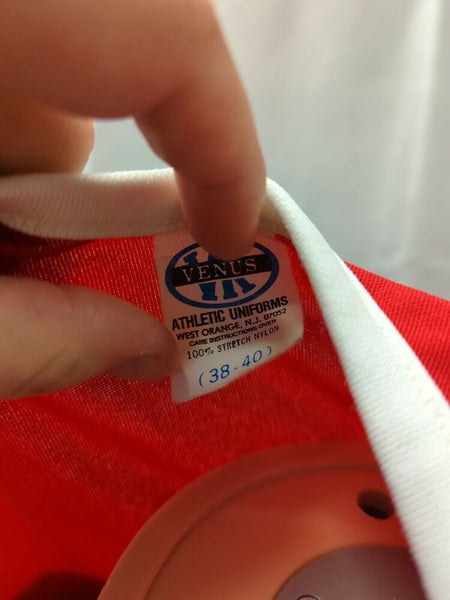 VENUS
ATHLETIC UNIFORMS
WEST ORANGE, N.J. 07052
CARE INSTRUCTIONS OVER
100% STRETCH NYLON
(38-40)